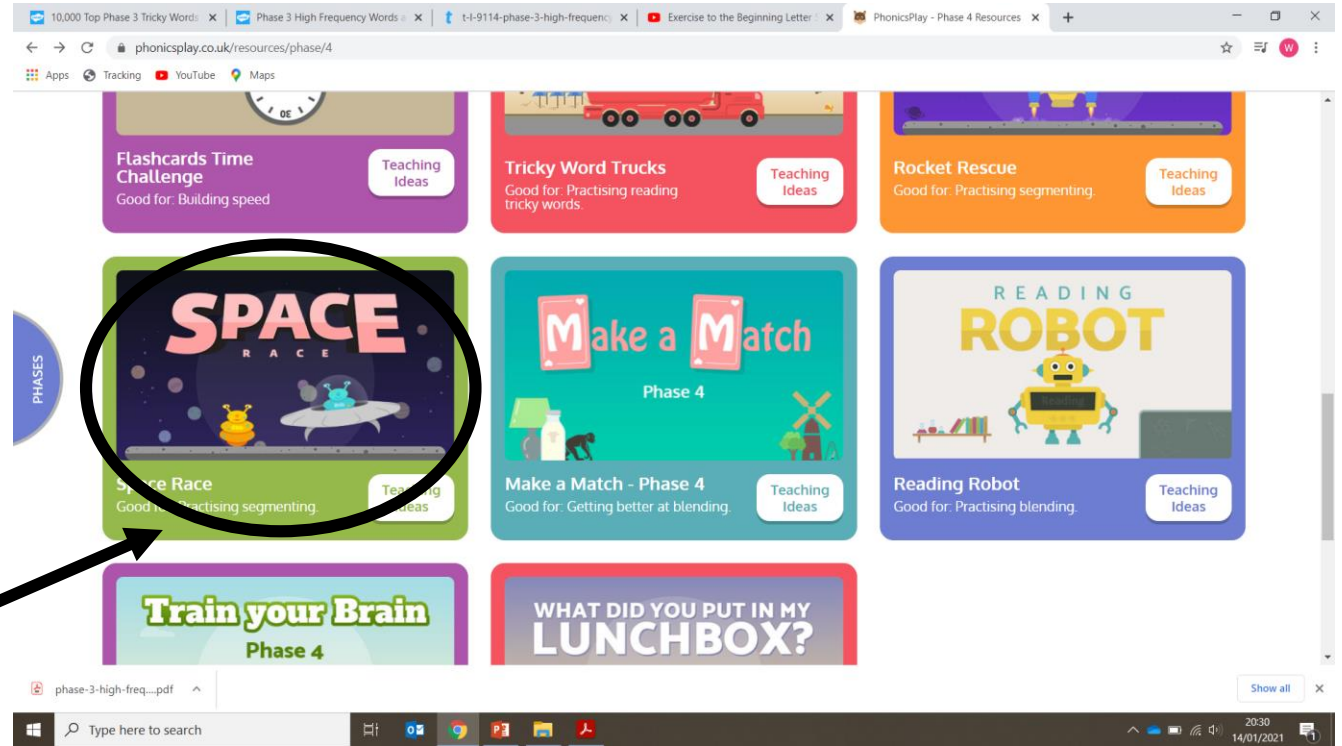 10,000 Top Phase 3 Tricky Words
Phase 3 High Frequency Words a
t-l-9114-phase-3-high-frequency
Exercise to the Beginning Letter S
PhonicsPlay - Phase 4 Resources
phonicsplay.co.uk/resources/phase/4
W
Apps
Tracking
YouTube
Maps
Flashcards Time
Challenge
Good for: Building speed
Teaching
Ideas
Tricky Word Trucks
Good for: Practising reading
tricky words.
Teaching
Ideas
Rocket Rescue
Good for: Practising segmenting.
Teaching
Ideas
PHASES
SPACE
RACE
Space Race
Good for: Practising segmenting.
Teaching
Ideas
Make a Match
Phase 4
Make a Match - Phase 4
Good for: Getting better at blending.
Teaching
Ideas
READING
ROBOT
Reading
Reading Robot
Good for: Practising blending.
Teaching
Ideas
Train your Brain
Phase 4
WHAT DID YOU PUT IN MY
LUNCHBOX?
phase-3-high-freq....pdf
Show all
Type here to search
20:30
14/01/2021
1